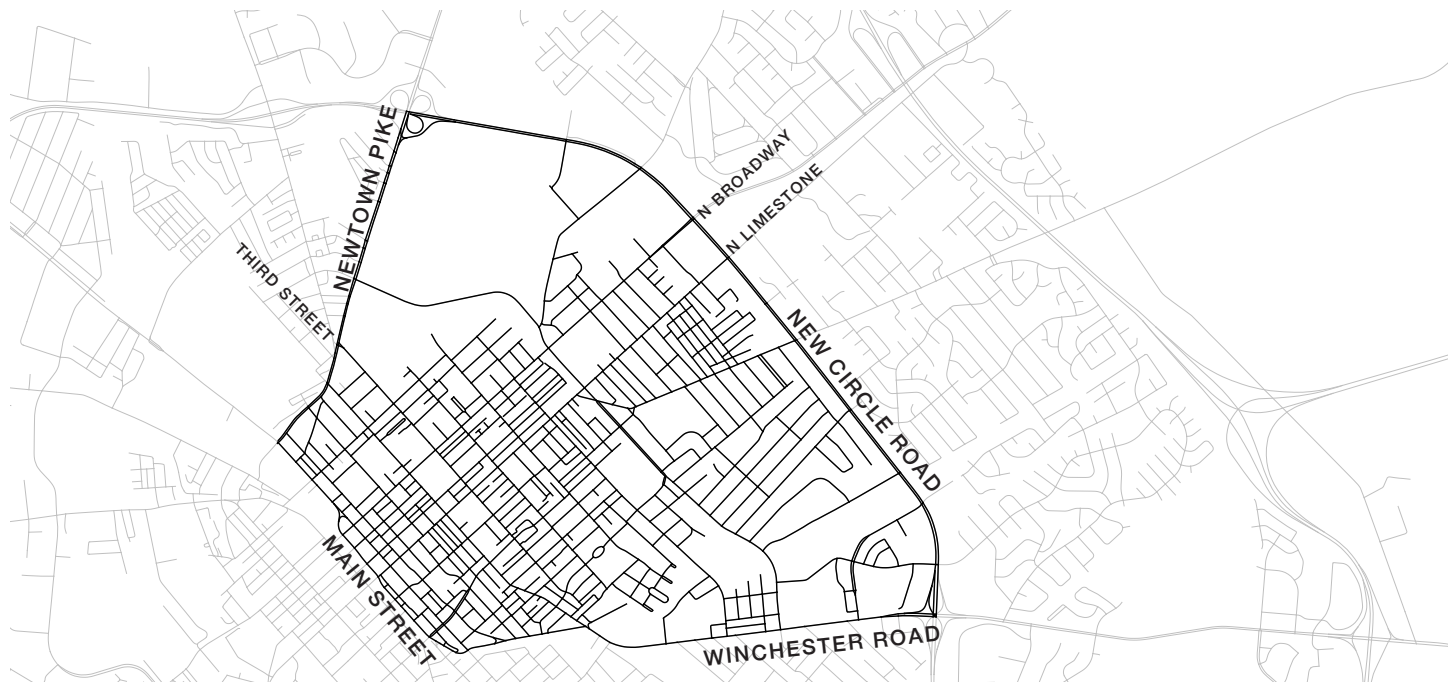 NEWTOWN PIKE
N BROADWAY
N LIMESTONE
THIRD STREET
NEW CIRCLE ROAD
MAIN STREET
WINCHESTER ROAD